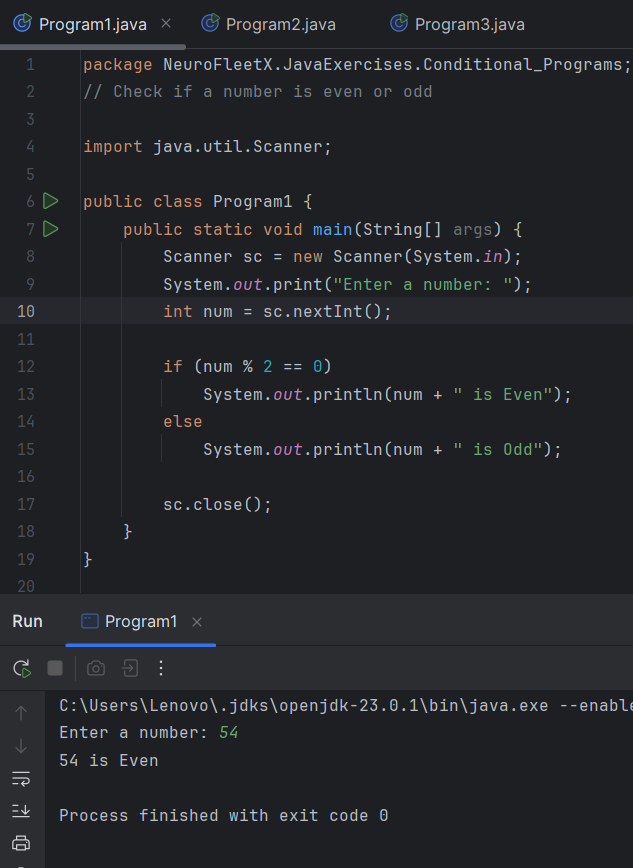 Program1.java
Program2.java
Program3.java
1 package NeuroFleetX.JavaExercises.Conditional_Programs;
2 // Check if a number is even or odd
3
4 import java.util.Scanner;
5
6 public class Program1 {
7 public static void main(String[] args) {
8 Scanner sc = new Scanner(System.in);
9 System.out.print("Enter a number: ");
10 int num = sc.nextInt();
11
12 if (num % 2 == 0)
13 System.out.println(num + " is Even");
14 else
15 System.out.println(num + " is Odd");
16
17 sc.close();
18 }
19 }
20
Run Program1
C:\Users\Lenovo\.jdks\openjdk-23.0.1\bin\java.exe --enable
Enter a number: 54
54 is Even
Process finished with exit code 0